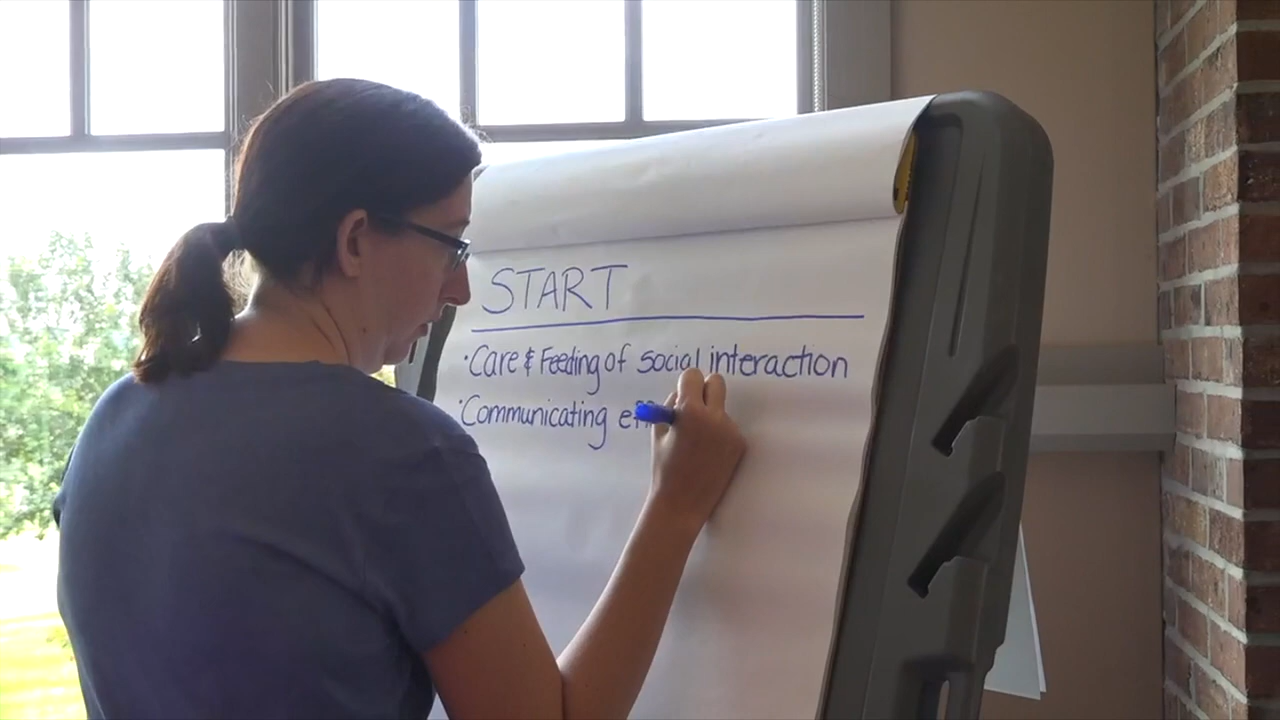 START
·Care & Feeding of social interaction
·Communicating